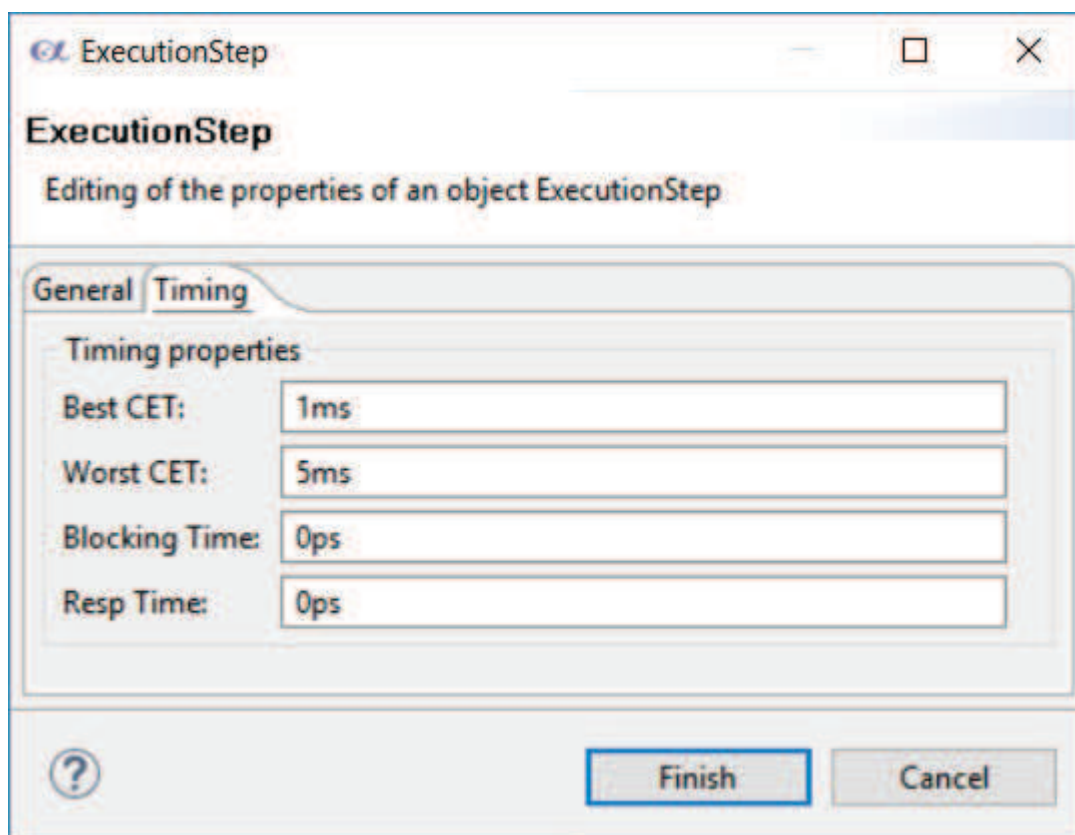 ExecutionStep
ExecutionStep
Editing of the properties of an object ExecutionStep
General Timing
Timing properties
Best CET: 1ms
Worst CET: 5ms
Blocking Time: 0ps
Resp Time: 0ps
? Finish Cancel